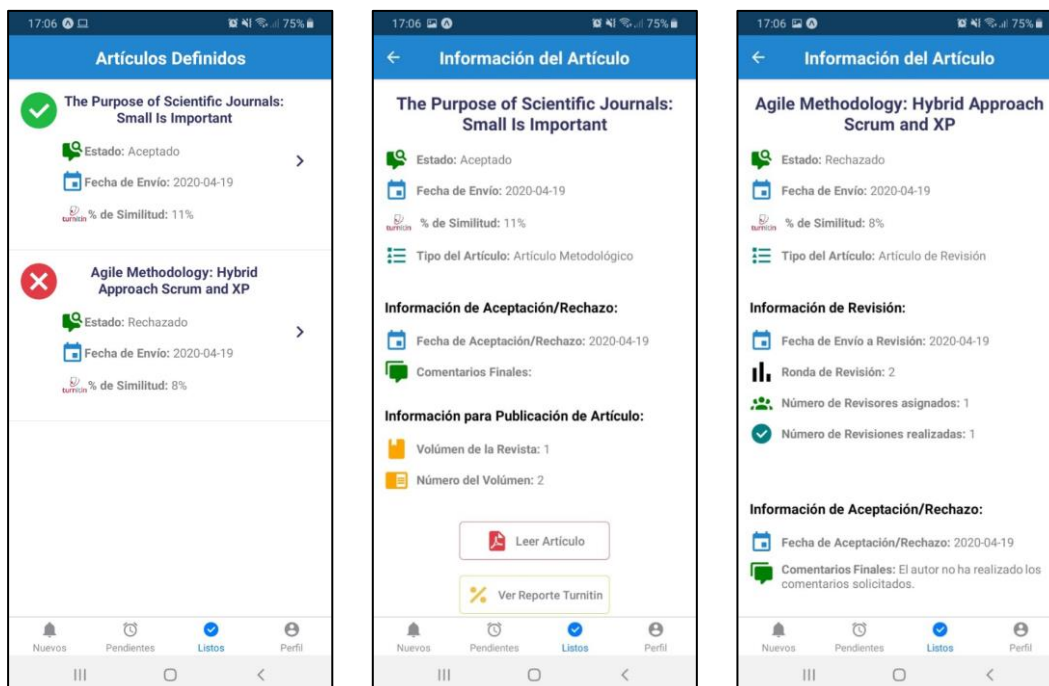 17:06
75%
Artículos Definidos
The Purpose of Scientific Journals:
Small Is Important
Estado: Aceptado
Fecha de Envío: 2020-04-19
turnitin % de Similitud: 11%
Agile Methodology: Hybrid
Approach Scrum and XP
Estado: Rechazado
Fecha de Envío: 2020-04-19
turnitin % de Similitud: 8%
Nuevos Pendientes Listos Perfil
17:06
75%
Información del Artículo
The Purpose of Scientific Journals:
Small Is Important
Estado: Aceptado
Fecha de Envío: 2020-04-19
turnitin % de Similitud: 11%
Tipo del Artículo: Artículo Metodológico
Información de Aceptación/Rechazo:
Fecha de Aceptación/Rechazo: 2020-04-19
Comentarios Finales:
Información para Publicación de Artículo:
Volúmen de la Revista: 1
Número del Volúmen: 2
Leer Artículo
Ver Reporte Turnitin
Nuevos Pendientes Listos Perfil
17:06
75%
Información del Artículo
Agile Methodology: Hybrid Approach
Scrum and XP
Estado: Rechazado
Fecha de Envío: 2020-04-19
turnitin % de Similitud: 8%
Tipo del Artículo: Artículo de Revisión
Información de Revisión:
Fecha de Envío a Revisión: 2020-04-19
Ronda de Revisión: 2
Número de Revisores asignados: 1
Número de Revisiones realizadas: 1
Información de Aceptación/Rechazo:
Fecha de Aceptación/Rechazo: 2020-04-19
Comentarios Finales: El autor no ha realizado los
comentarios solicitados.
Nuevos Pendientes Listos Perfil